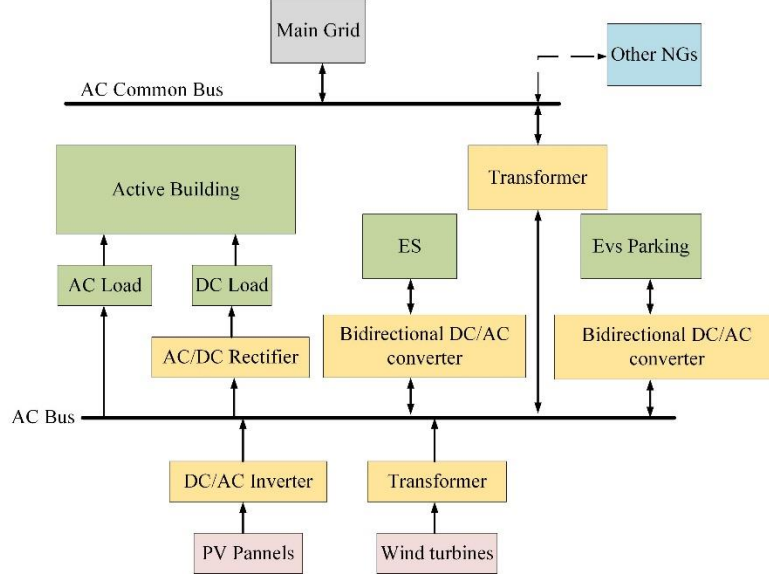 Main Grid
Other NGs
AC Common Bus
Active Building
Transformer
ES
Evs Parking
AC Load
DC Load
AC/DC Rectifier
Bidirectional DC/AC
converter
Bidirectional DC/AC
converter
AC Bus
DC/AC Inverter
Transformer
PV Pannels
Wind turbines